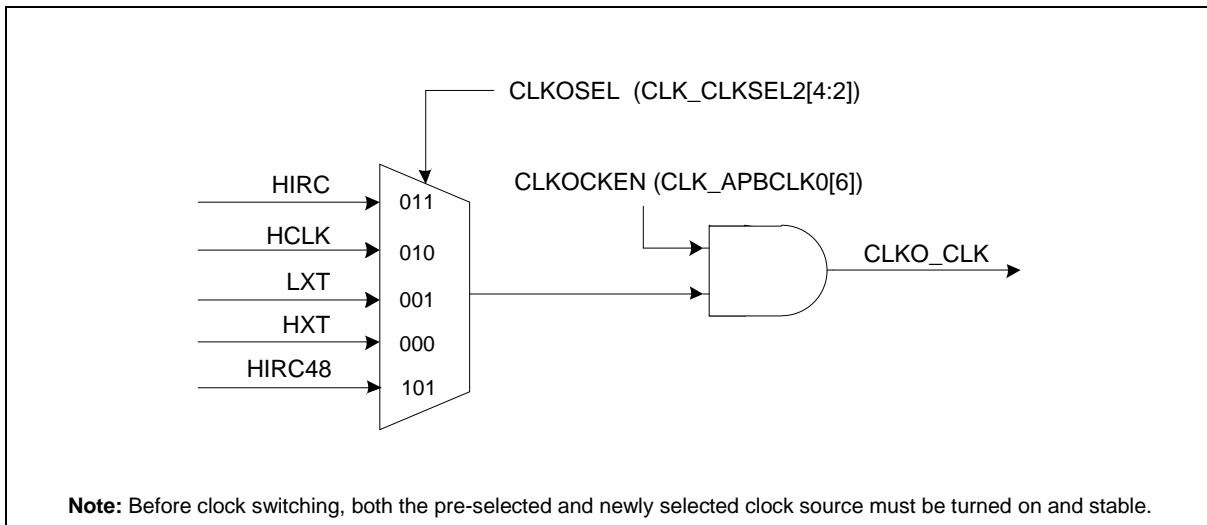 CLKOSEL (CLK_CLKSEL2[4:2])
CLKOCKEN (CLK_APBCLK0[6])
HIRC
011
HCLK
010
CLKO_CLK
LXT
001
HXT
000
HIRC48
101
Note: Before clock switching, both the pre-selected and newly selected clock source must be turned on and stable.